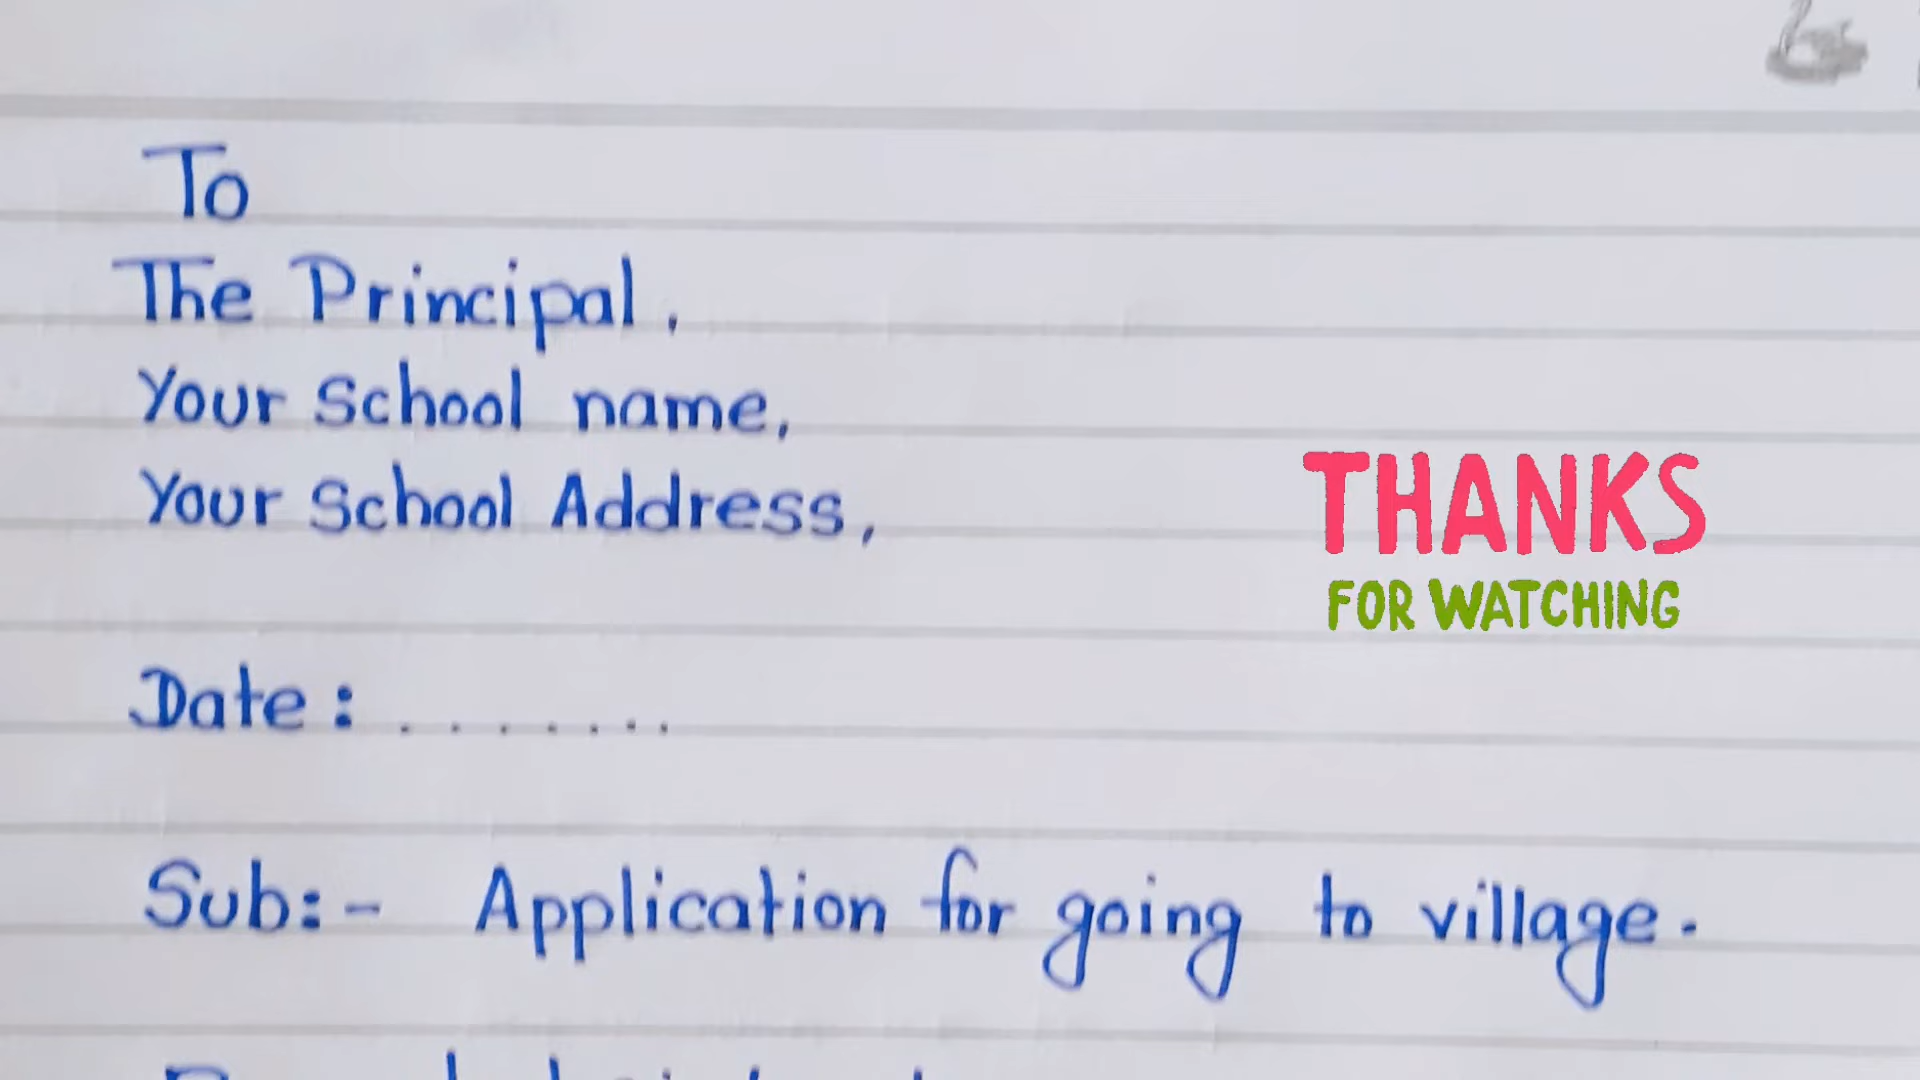 To
The Principal,
Your School name,
Your School Address,
THANKS
FOR WATCHING
Date : .......
Sub:- Application for going to village.